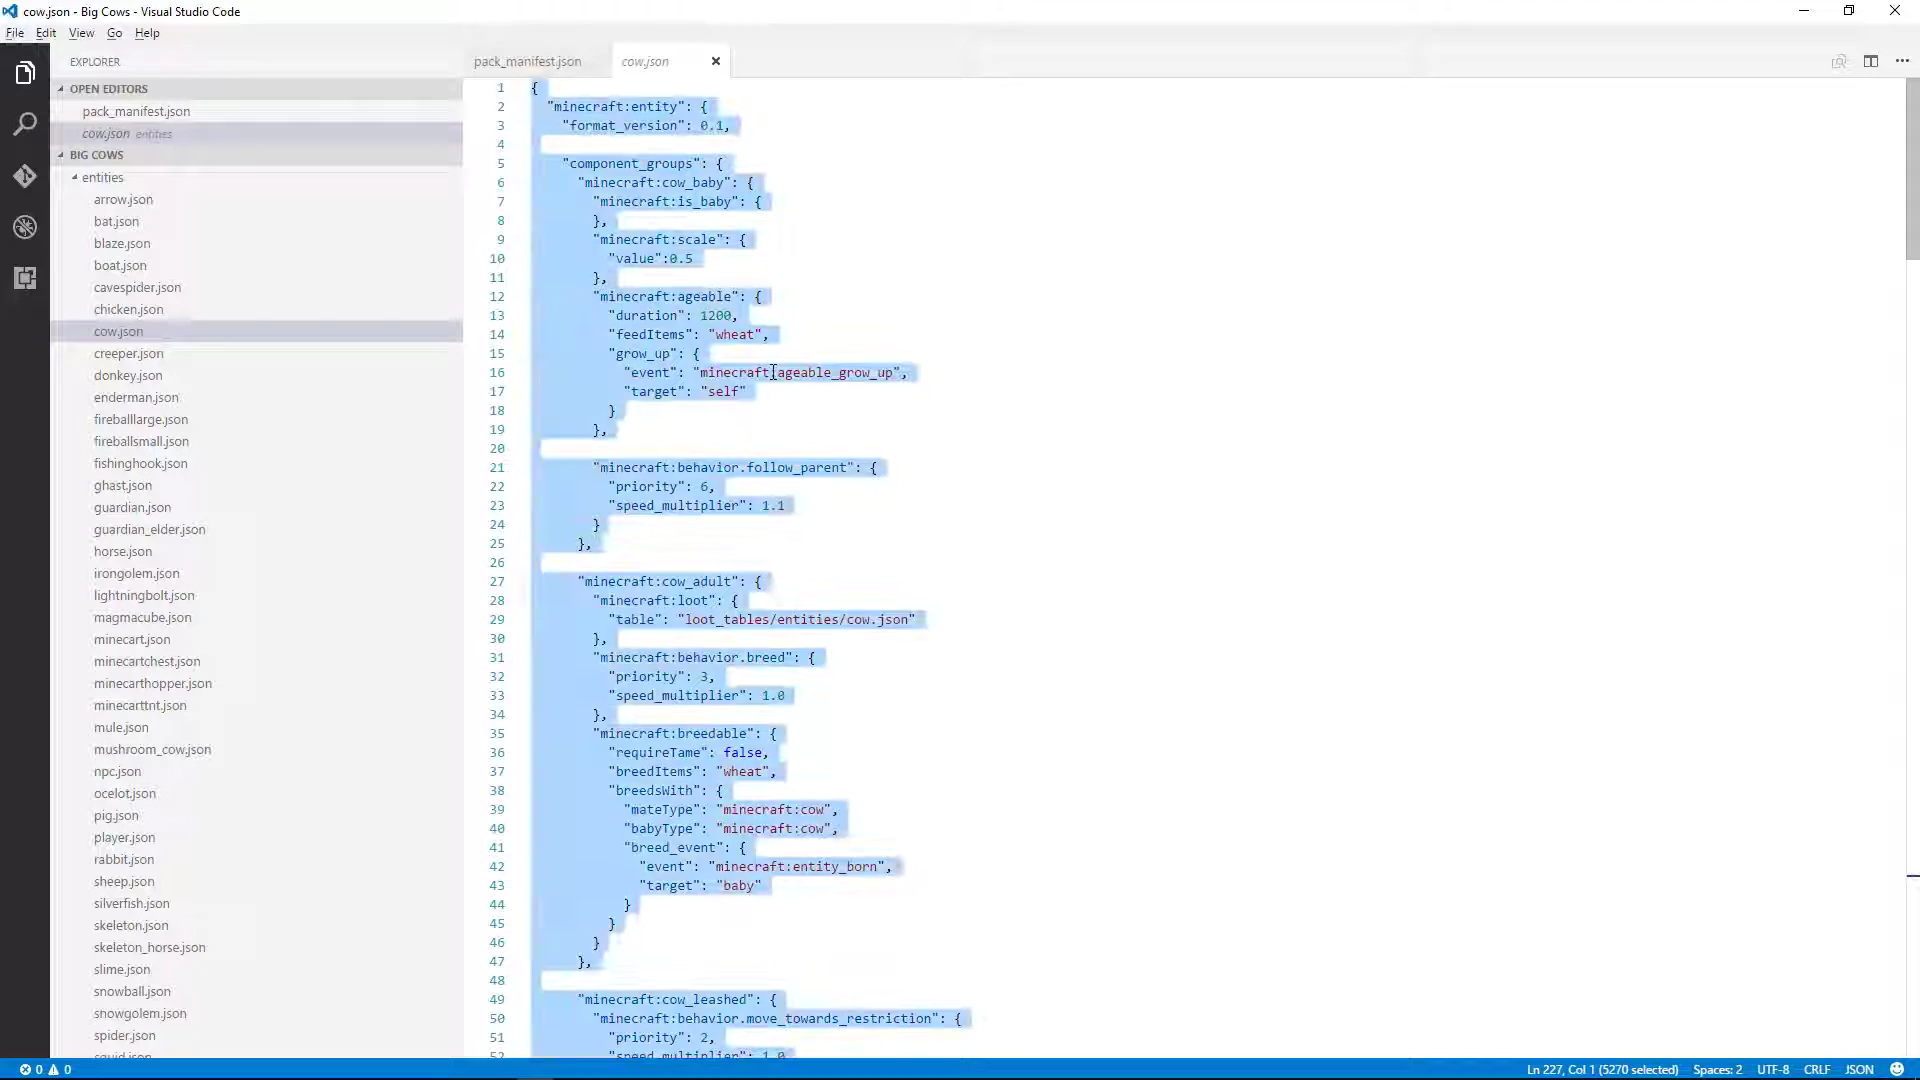 cow.json - Big Cows - Visual Studio Code
File Edit View Go Help
EXPLORER
OPEN EDITORS
pack_manifest.json
cow.json entities
BIG COWS
entities
arrow.json
bat.json
blaze.json
boat.json
cavespider.json
chicken.json
cow.json
creeper.json
donkey.json
enderman.json
fireballlarge.json
fireballsmall.json
fishinghook.json
ghast.json
guardian.json
guardian_elder.json
horse.json
irongolem.json
lightningbolt.json
magmacube.json
minecart.json
minecartchest.json
minecarthopper.json
minecarttnt.json
mule.json
mushroom_cow.json
npc.json
ocelot.json
pig.json
player.json
rabbit.json
sheep.json
silverfish.json
skeleton.json
skeleton_horse.json
slime.json
snowball.json
snowgolem.json
spider.json
squid.json
pack_manifest.json cow.json
1 {
2 "minecraft:entity": {
3 "format_version": 0.1,
4
5 "component_groups": {
6 "minecraft:cow_baby": {
7 "minecraft:is_baby": {
8 },
9 "minecraft:scale": {
10 "value":0.5
11 },
12 "minecraft:ageable": {
13 "duration": 1200,
14 "feedItems": "wheat",
15 "grow_up": {
16 "event": "minecraft:ageable_grow_up",
17 "target": "self"
18 }
19 },
20
21 "minecraft:behavior.follow_parent": {
22 "priority": 6,
23 "speed_multiplier": 1.1
24 }
25 },
26
27 "minecraft:cow_adult": {
28 "minecraft:loot": {
29 "table": "loot_tables/entities/cow.json"
30 },
31 "minecraft:behavior.breed": {
32 "priority": 3,
33 "speed_multiplier": 1.0
34 },
35 "minecraft:breedable": {
36 "requireTame": false,
37 "breedItems": "wheat",
38 "breedsWith": {
39 "mateType": "minecraft:cow",
40 "babyType": "minecraft:cow",
41 "breed_event": {
42 "event": "minecraft:entity_born",
43 "target": "baby"
44 }
45 }
46 }
47 },
48
49 "minecraft:cow_leashed": {
50 "minecraft:behavior.move_towards_restriction": {
51 "priority": 2,
52 "speed_multiplier": 1.0
0 0 Ln 227, Col 1 (5270 selected) Spaces: 2 UTF-8 CRLF JSON